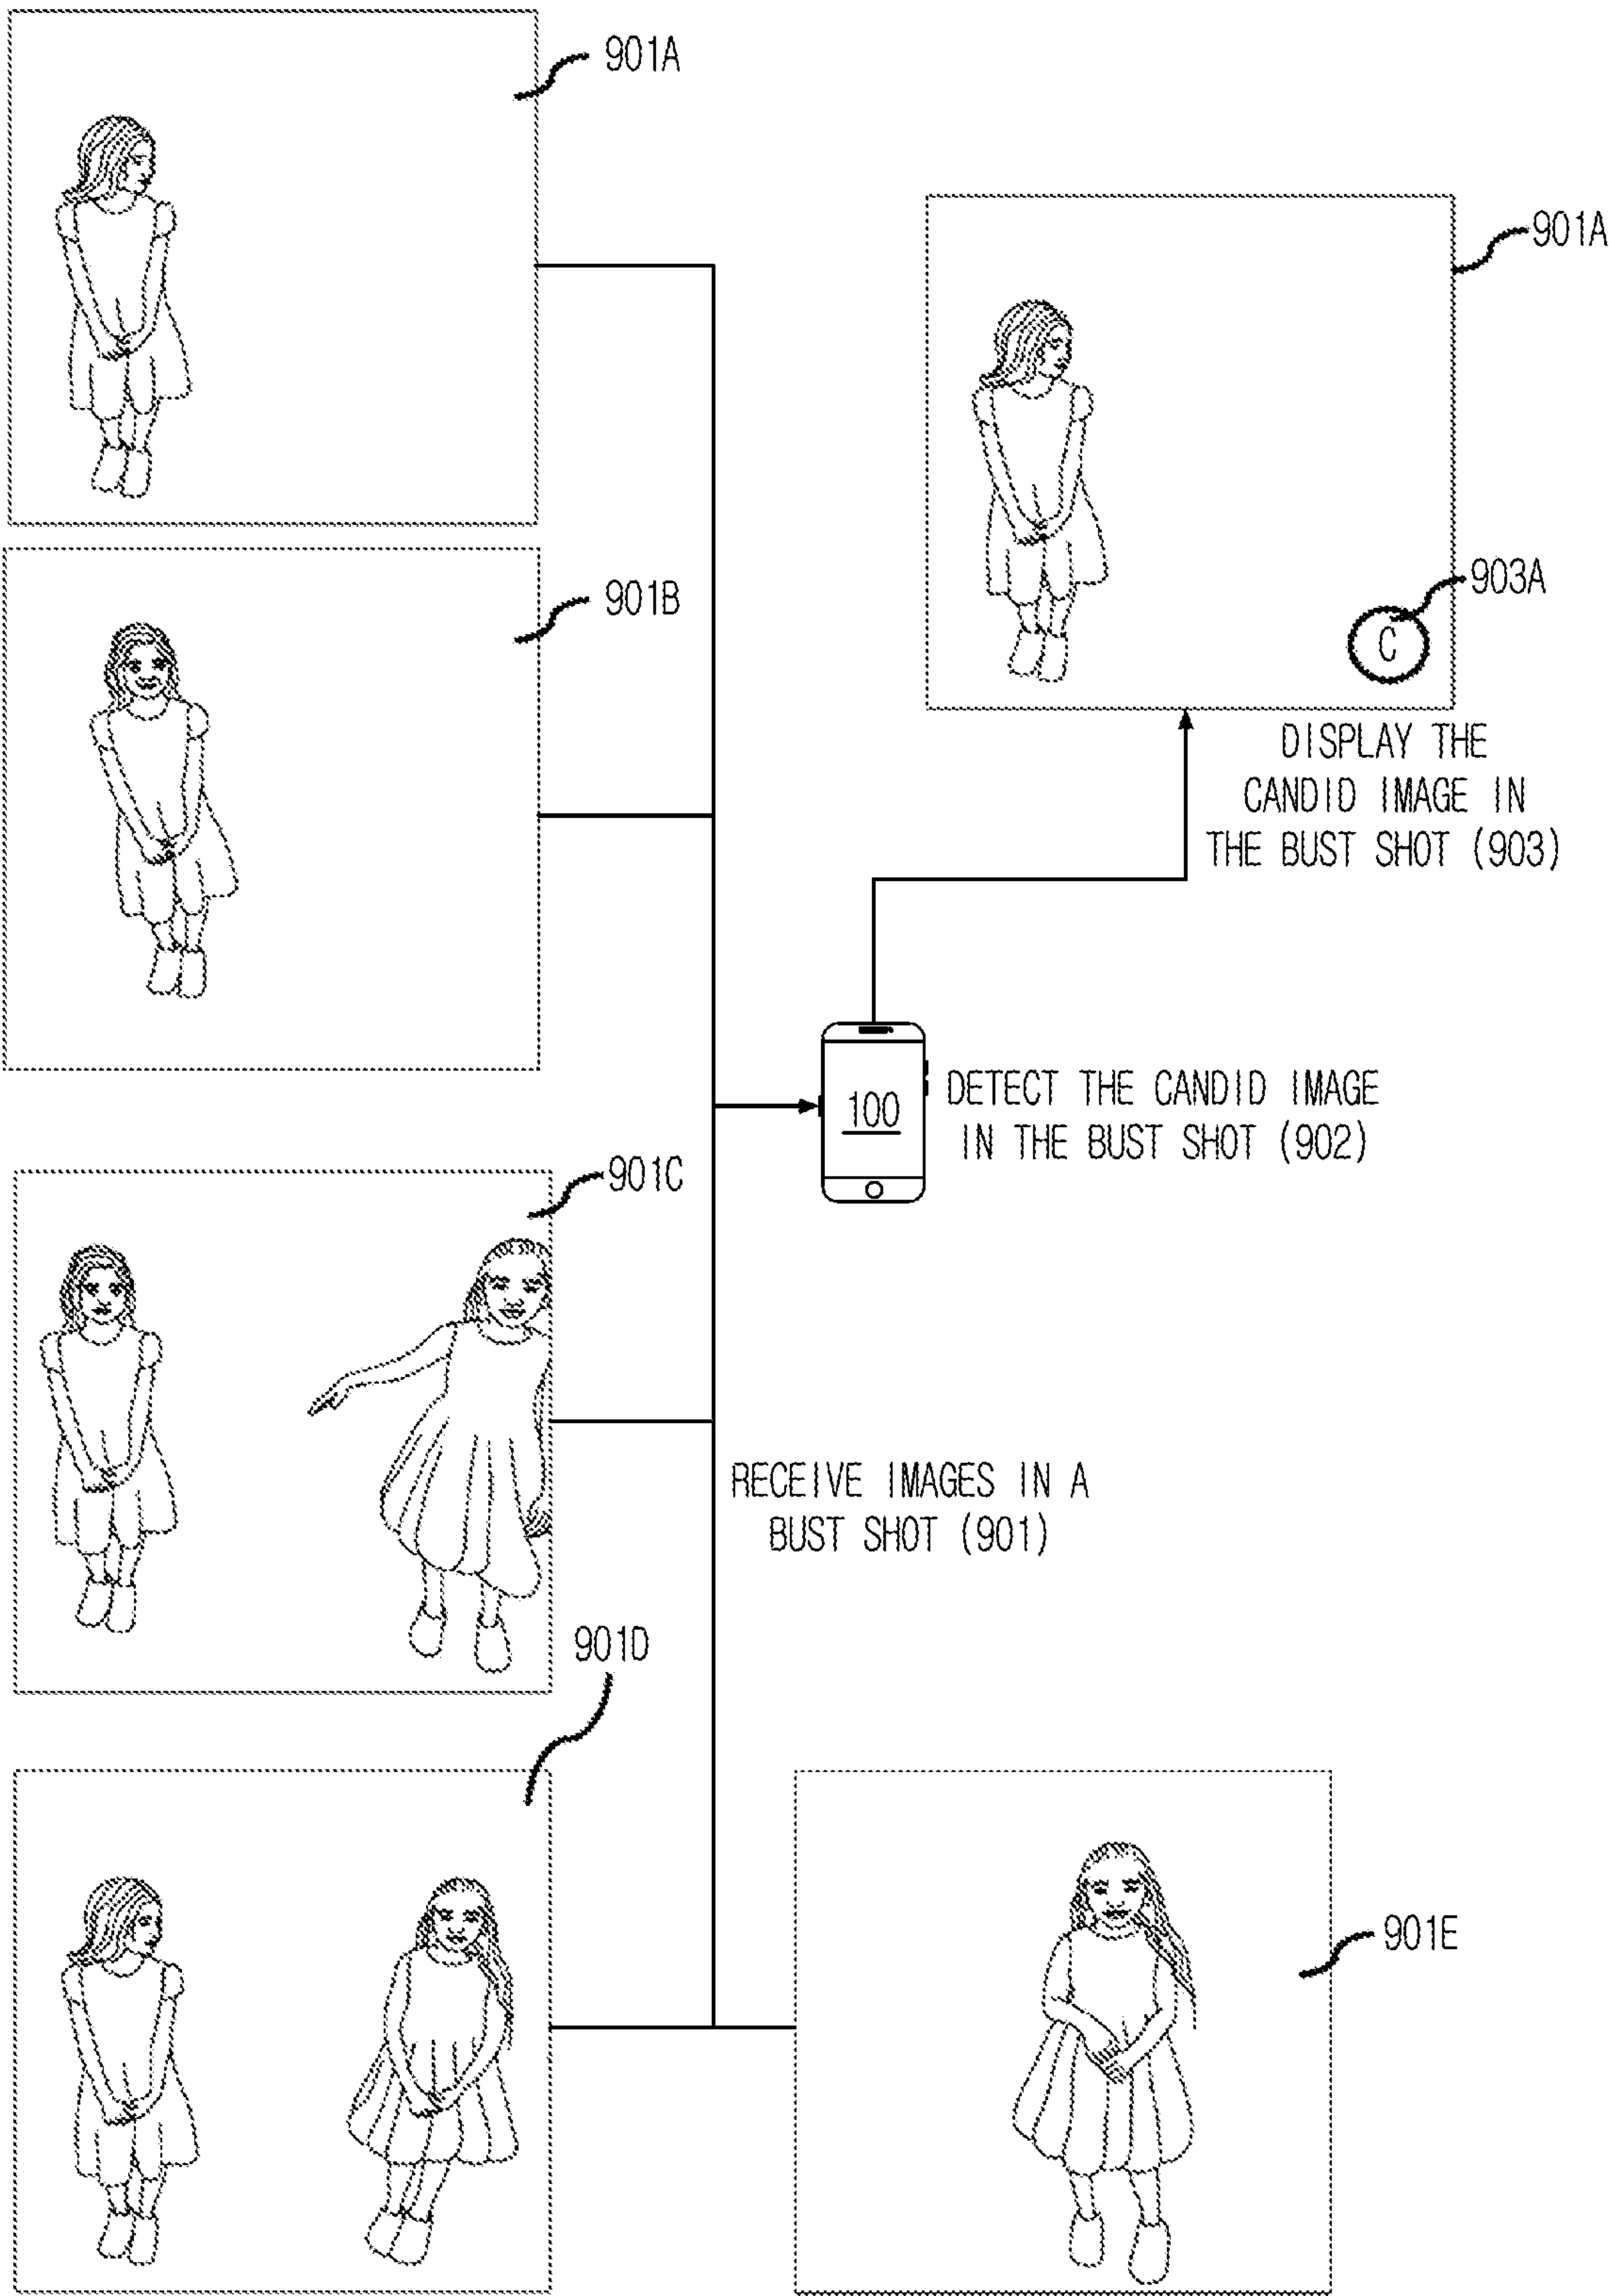 901A
901A
901B
903A
C
DISPLAY THE
CANDID IMAGE IN
THE BUST SHOT (903)
100
DETECT THE CANDID IMAGE
IN THE BUST SHOT (902)
901C
RECEIVE IMAGES IN A
BUST SHOT (901)
901D
901E